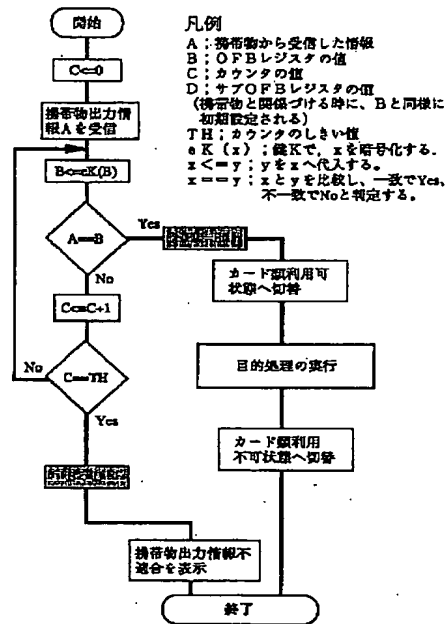 開始
C<=0
携帯物出力情
報Aを受信
B<=eK(B)
A==B
Yes
No
C<=C+1
No
C==TH
Yes
携帯物出力情報不
適合を表示
終了
カード類利用可
状態へ切替
目的処理の実行
カード類利用
不可状態へ切替
凡例
A;携帯物から受信した情報
B;OFBレジスタの値
C;カウンタの値
D;サブOFBレジスタの値
(携帯物と関係づける時に、Bと同様に
初期設定される)
TH;カウンタのしきい値
eK(x);鍵Kで、xを暗号化する.
x<=y;yをxへ代入する。
x==y;xとyを比較し、一致でYes,
不一致でNoと判定する。